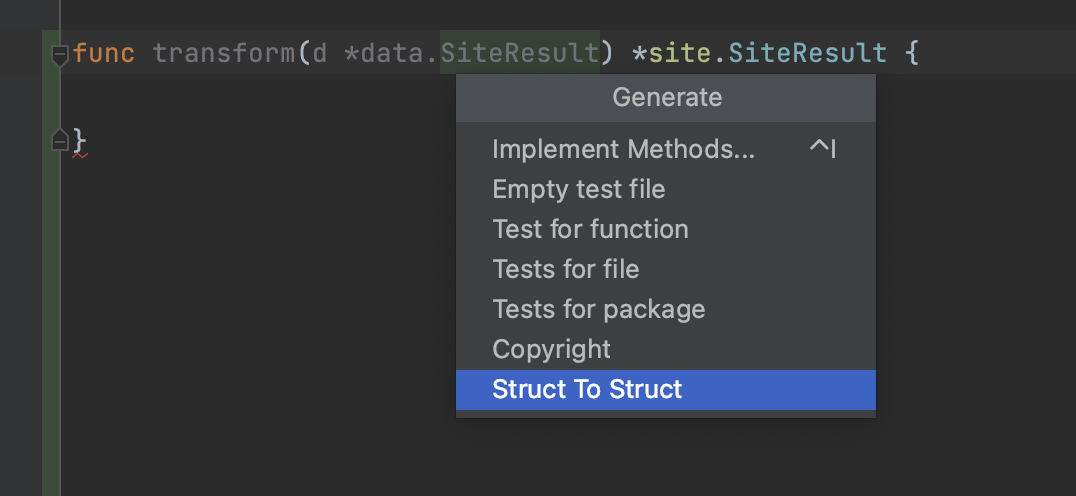 func transform(d *data.SiteResult) *site.SiteResult {
Generate
Implement Methods... ^I
Empty test file
}
Test for function
Tests for file
Tests for package
Copyright
Struct To Struct